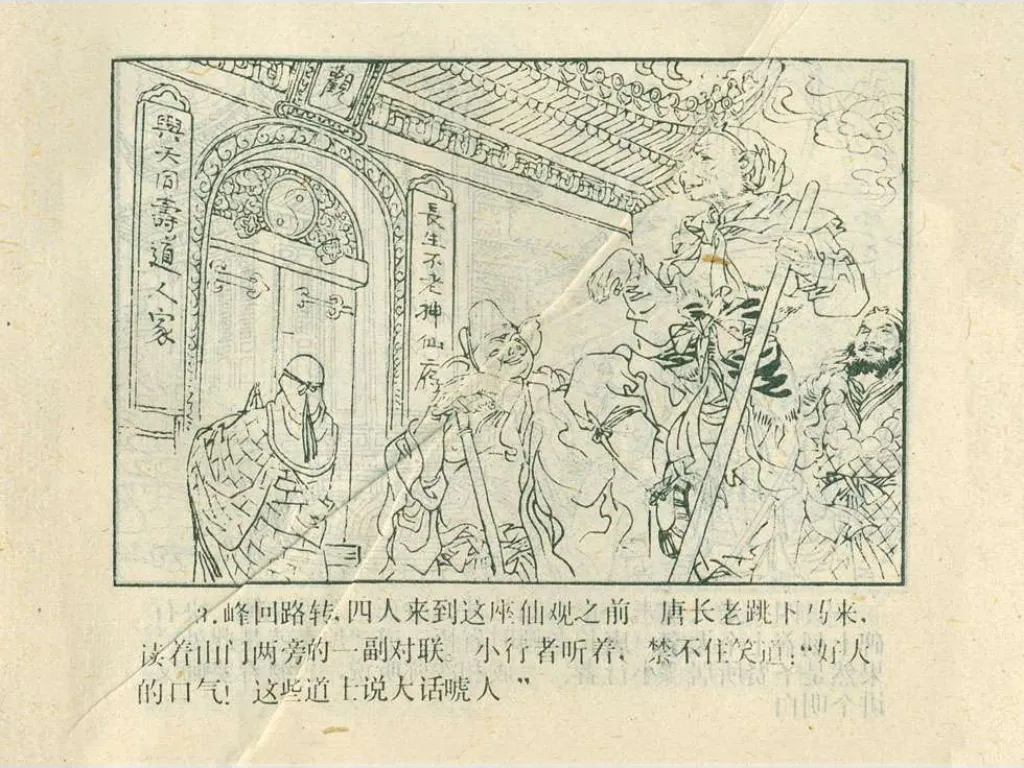 觀
長生不老神仙府
與天同壽道人家
3.峰回路转,四人来到这座仙观之前 唐长老跳下马来,
读着山门两旁的一副对联。小行者听着,禁不住笑道:“好大
的口气!这些道士说大话唬人”